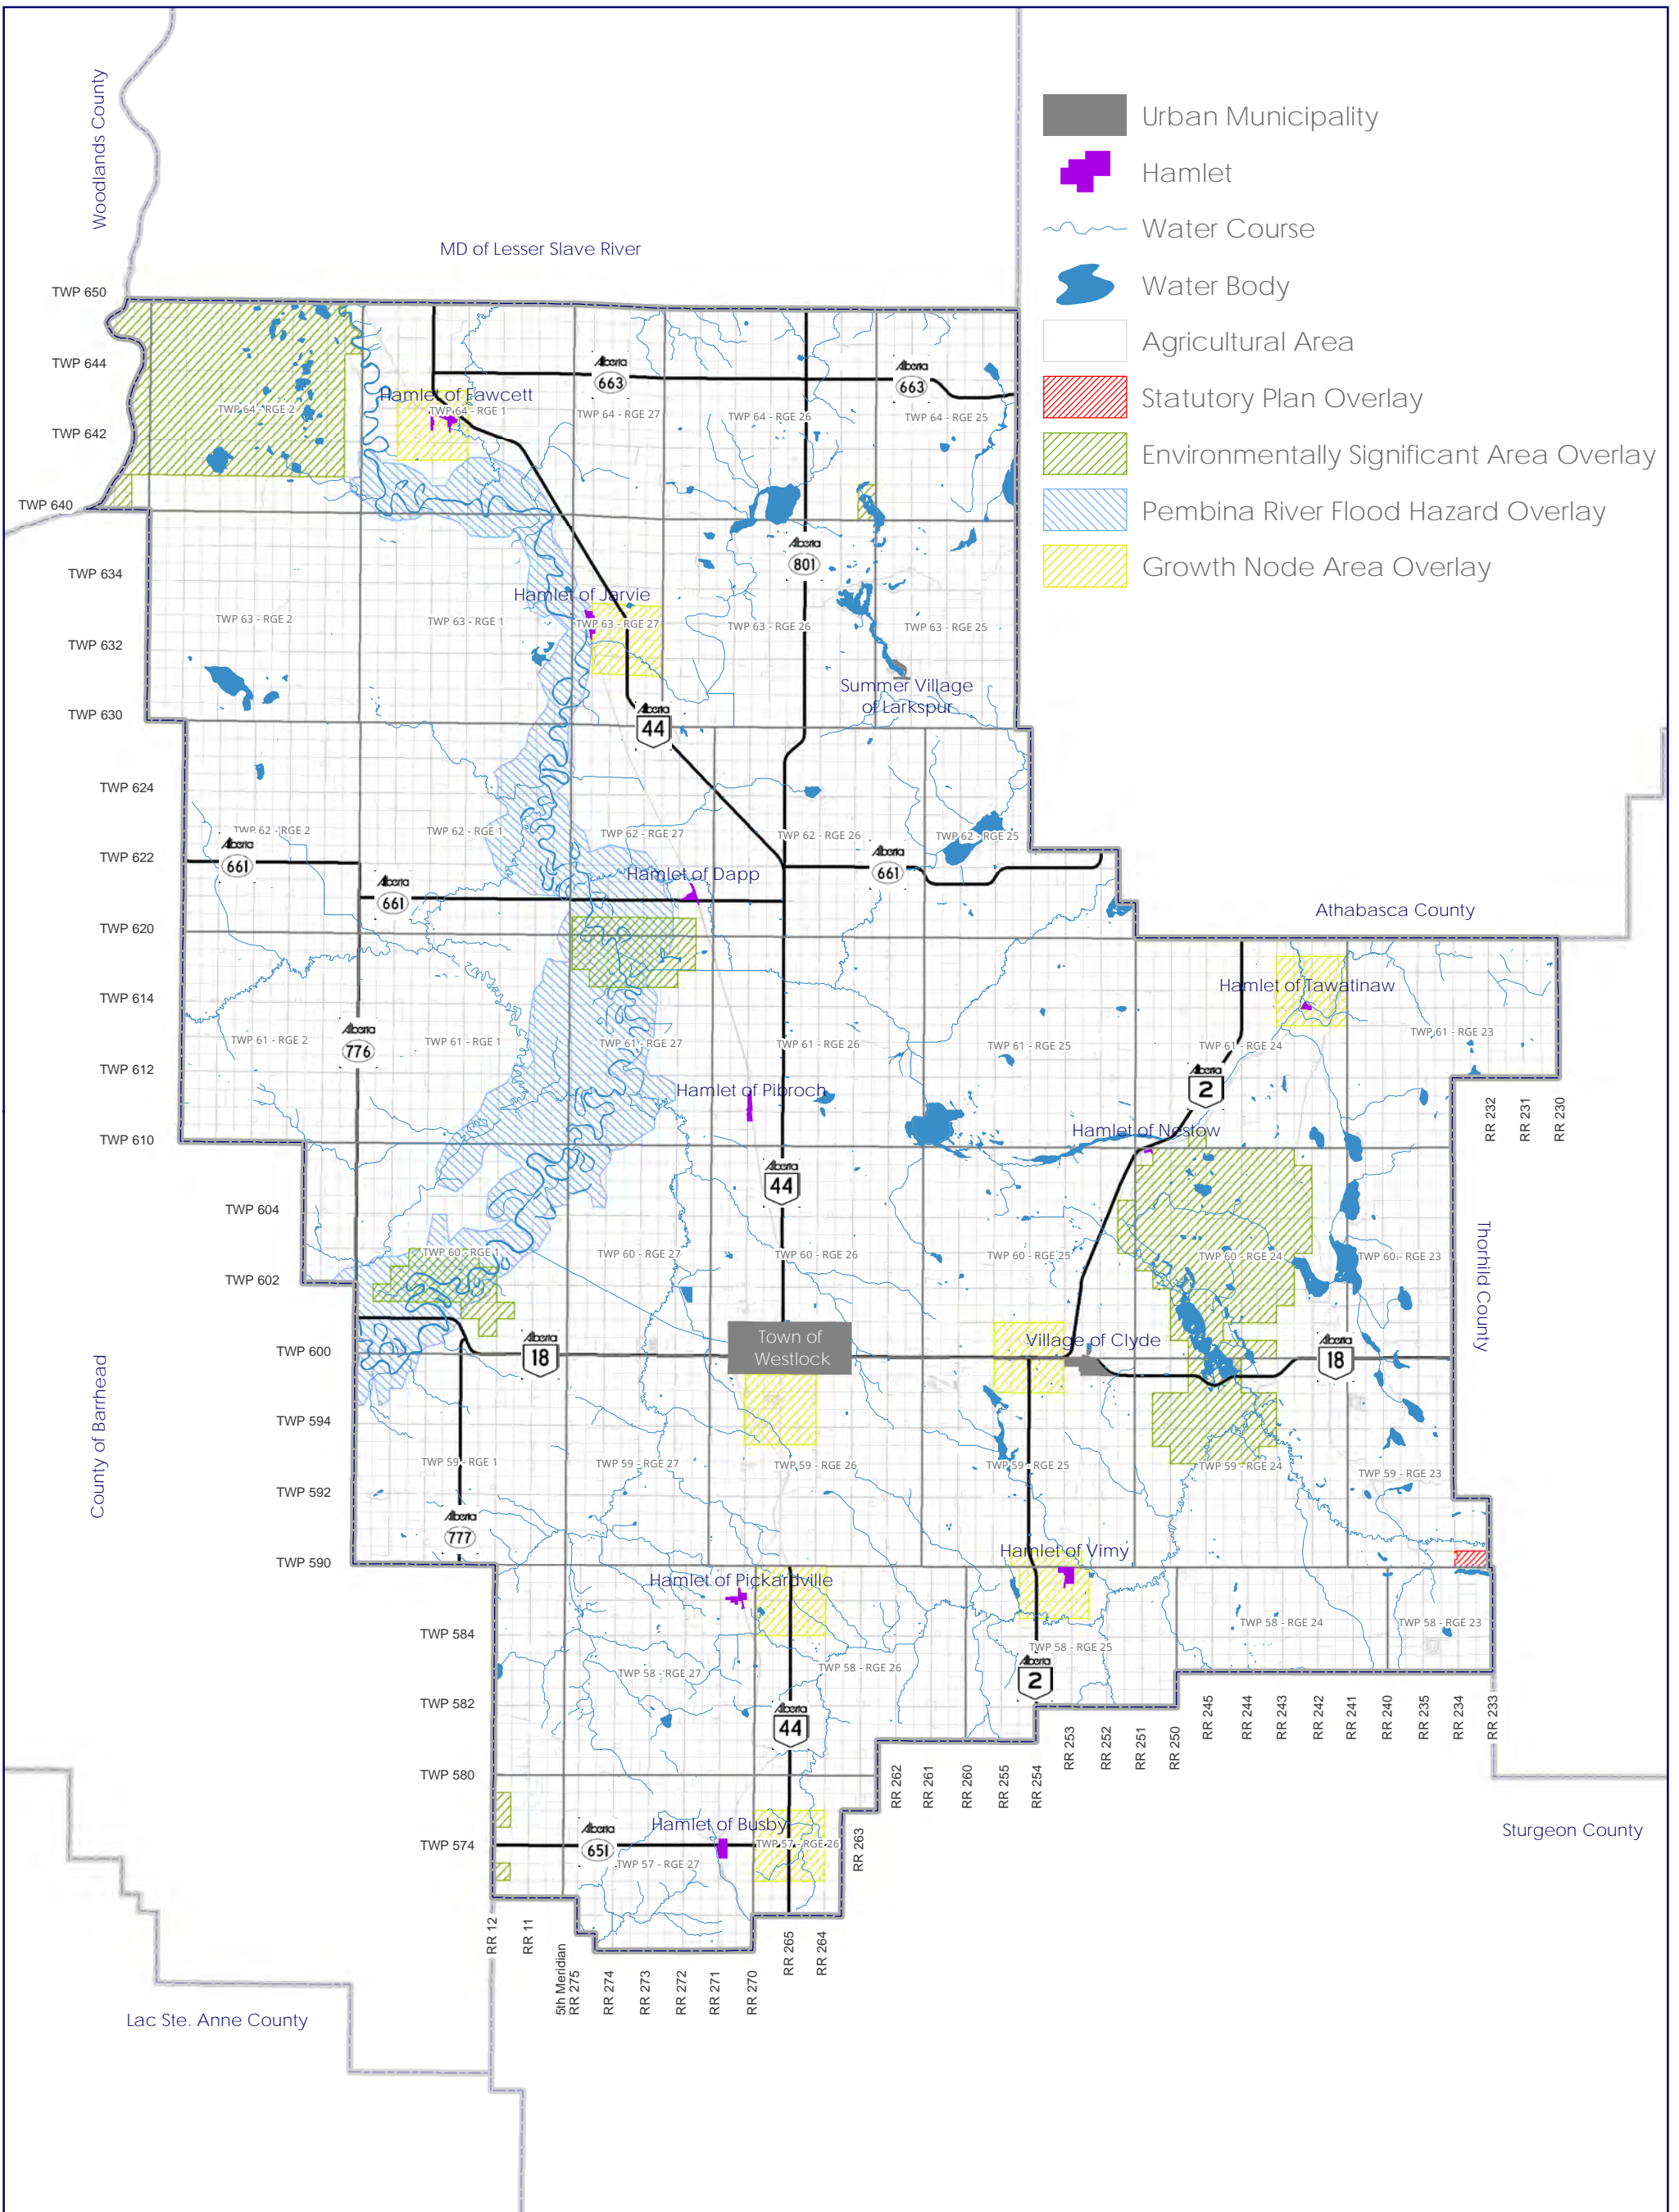 Woodlands County
MD of Lesser Slave River
Urban Municipality
Hamlet
Water Course
Water Body
Agricultural Area
Statutory Plan Overlay
Environmentally Significant Area Overlay
Pembina River Flood Hazard Overlay
Growth Node Area Overlay
TWP 650
TWP 644
TWP 642
TWP 640
TWP 634
TWP 632
TWP 630
TWP 624
TWP 622
TWP 620
TWP 614
TWP 612
TWP 610
TWP 604
TWP 602
TWP 600
TWP 594
TWP 592
TWP 590
TWP 584
TWP 582
TWP 580
TWP 574
Alberta
663
Alberta
663
Hamlet of Fawcett
TWP 64 - RGE 2
TWP 64 - RGE 1
TWP 64 - RGE 27
TWP 64 - RGE 26
TWP 64 - RGE 25
Alberta
801
Hamlet of Jarvie
TWP 63 - RGE 2
TWP 63 - RGE 1
TWP 63 - RGE 27
TWP 63 - RGE 26
TWP 63 - RGE 25
Summer Village
of Larkspur
Alberta
44
TWP 62 - RGE 2
TWP 62 - RGE 1
TWP 62 - RGE 27
TWP 62 - RGE 26
TWP 62 - RGE 25
Alberta
661
Alberta
661
Alberta
661
Hamlet of Dapp
Athabasca County
Hamlet of Tawatinaw
Alberta
776
TWP 61 - RGE 2
TWP 61 - RGE 1
TWP 61 - RGE 27
TWP 61 - RGE 26
TWP 61 - RGE 25
TWP 61 - RGE 24
TWP 61 - RGE 23
Alberta
2
Hamlet of Pibroch
Hamlet of Nestow
RR 232
RR 231
RR 230
Alberta
44
TWP 60 - RGE 1
TWP 60 - RGE 27
TWP 60 - RGE 26
TWP 60 - RGE 25
TWP 60 - RGE 24
TWP 60 - RGE 23
Thorhild County
Alberta
18
Town of
Westlock
Village of Clyde
Alberta
18
County of Barrhead
TWP 59 - RGE 1
TWP 59 - RGE 27
TWP 59 - RGE 26
TWP 59 - RGE 25
TWP 59 - RGE 24
TWP 59 - RGE 23
Alberta
777
Hamlet of Vimy
Hamlet of Pickardville
TWP 58 - RGE 27
TWP 58 - RGE 26
TWP 58 - RGE 25
TWP 58 - RGE 24
TWP 58 - RGE 23
Alberta
2
Alberta
44
RR 253
RR 252
RR 251
RR 250
RR 245
RR 244
RR 243
RR 242
RR 241
RR 240
RR 235
RR 234
RR 233
RR 262
RR 261
RR 260
RR 255
RR 254
RR 263
Hamlet of Busby
Alberta
651
TWP 57 - RGE 27
TWP 57 - RGE 26
Sturgeon County
RR 12
RR 11
5th Meridian
RR 275
RR 274
RR 273
RR 272
RR 271
RR 270
RR 265
RR 264
Lac Ste. Anne County